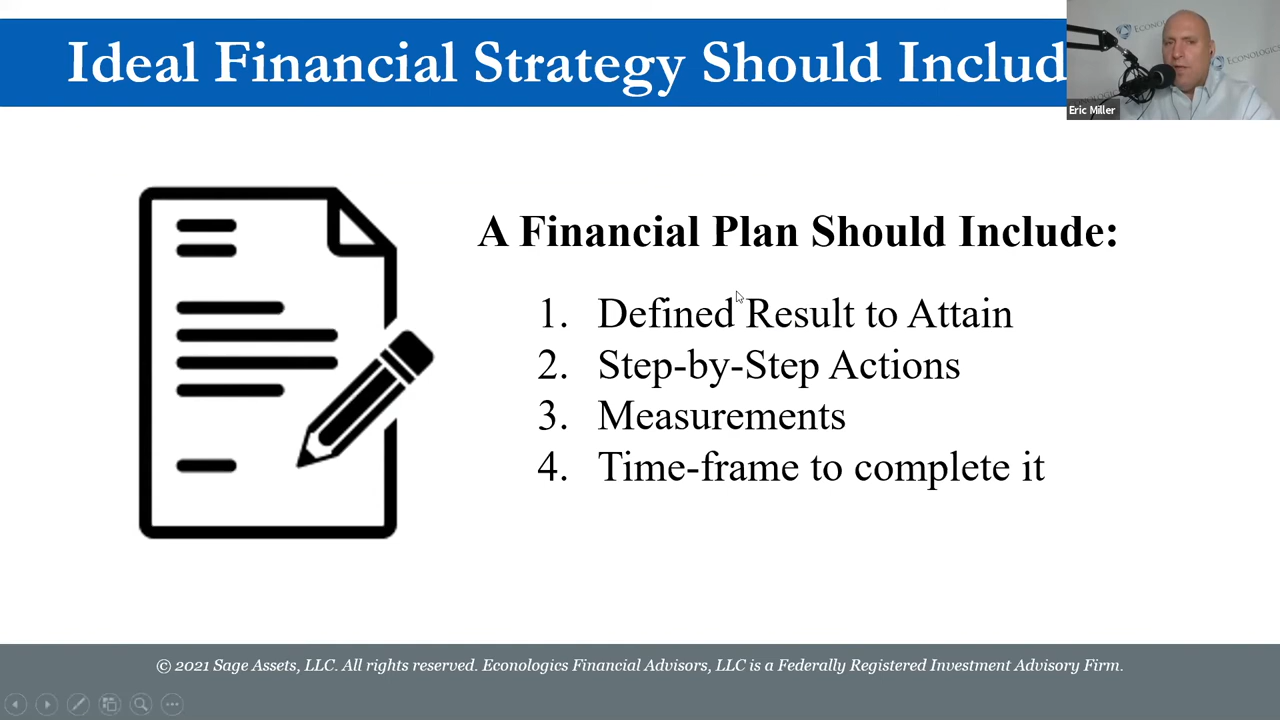 Ideal Financial Strategy Should Includ
Eric Miller
A Financial Plan Should Include:
1. Defined Result to Attain
2. Step-by-Step Actions
3. Measurements
4. Time-frame to complete it
© 2021 Sage Assets, LLC. All rights reserved. Econologics Financial Advisors, LLC is a Federally Registered Investment Advisory Firm.